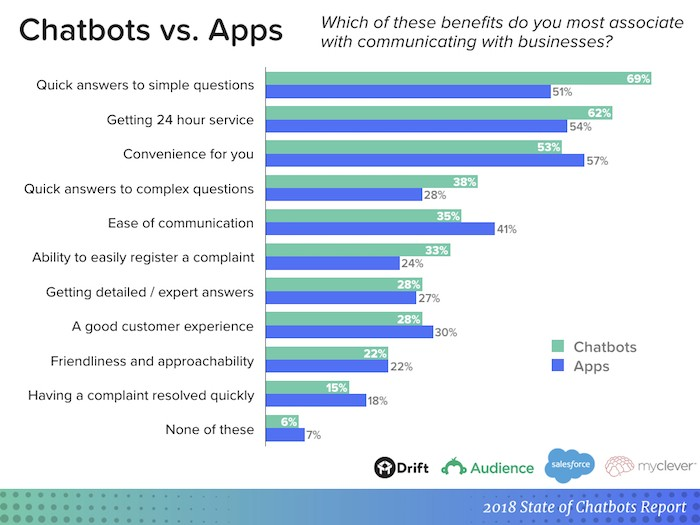 Chatbots vs. Apps
Which of these benefits do you most associate
with communicating with businesses?
Quick answers to simple questions
69%
51%
Getting 24 hour service
62%
54%
Convenience for you
53%
57%
Quick answers to complex questions
38%
28%
Ease of communication
35%
41%
Ability to easily register a complaint
33%
24%
Getting detailed / expert answers
28%
27%
A good customer experience
28%
30%
Friendliness and approachability
22%
22%
Having a complaint resolved quickly
15%
18%
None of these
6%
7%
Chatbots
Apps
Drift
Audience
salesforce
myclever
2018 State of Chatbots Report